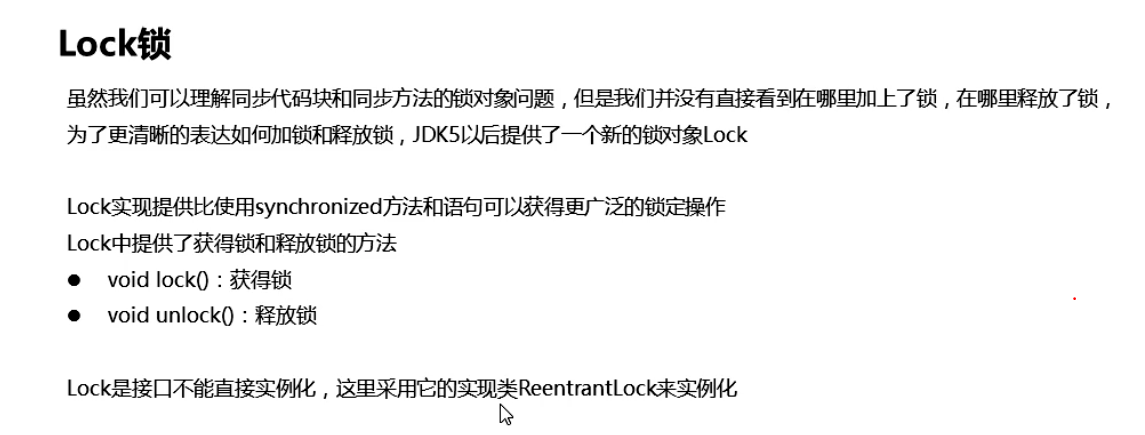 Lock锁
虽然我们可以理解同步代码块和同步方法的锁对象问题，但是我们并没有直接看到在哪里加上了锁，在哪里释放了锁，
为了更清晰的表达如何加锁和释放锁，JDK5以后提供了一个新的锁对象Lock
Lock实现提供比使用synchronized方法和语句可以获得更广泛的锁定操作
Lock中提供了获得锁和释放锁的方法
● void lock()：获得锁
● void unlock()：释放锁
Lock是接口不能直接实例化，这里采用它的实现类ReentrantLock来实例化